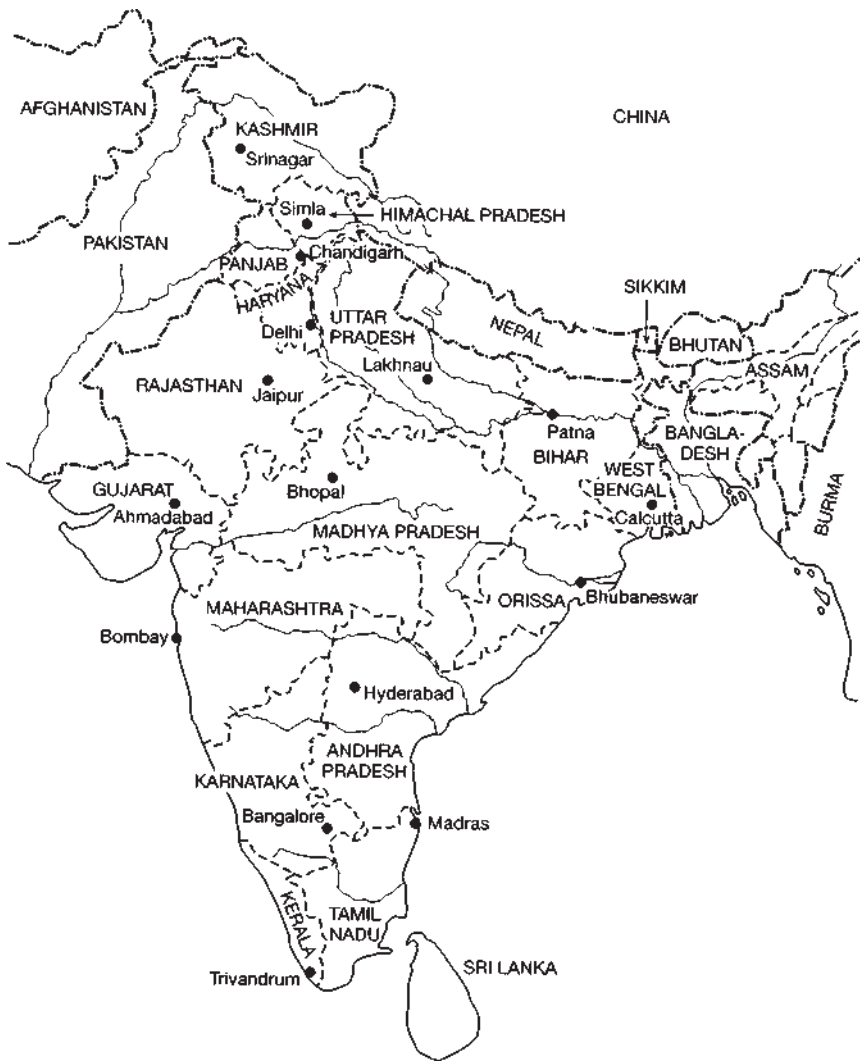 AFGHANISTAN
CHINA
KASHMIR
Srinagar
Simla
HIMACHAL PRADESH
PAKISTAN
Chandigarh
PANJAB
HARYANA
SIKKIM
NEPAL
BHUTAN
UTTAR
PRADESH
Delhi
Lakhnau
ASSAM
RAJASTHAN
Jaipur
Patna
BANGLA-
DESH
BIHAR
WEST
BENGAL
Bhopal
GUJARAT
Ahmadabad
Calcutta
BURMA
MADHYA PRADESH
ORISSA
Bhubaneswar
MAHARASHTRA
Bombay
Hyderabad
ANDHRA
PRADESH
KARNATAKA
Bangalore
Madras
KERALA
TAMIL
NADU
Trivandrum
SRI LANKA